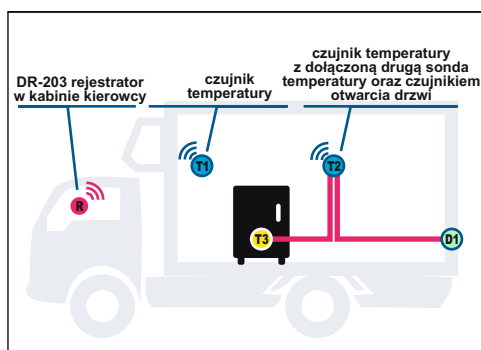 DR-203 rejestrator
w kabinie kierowcy
czujnik
temperatury
czujnik temperatury
z dołączoną drugą sonda
temperatury oraz czujnikiem
otwarcia drzwi
T1
T2
R
T3
D1